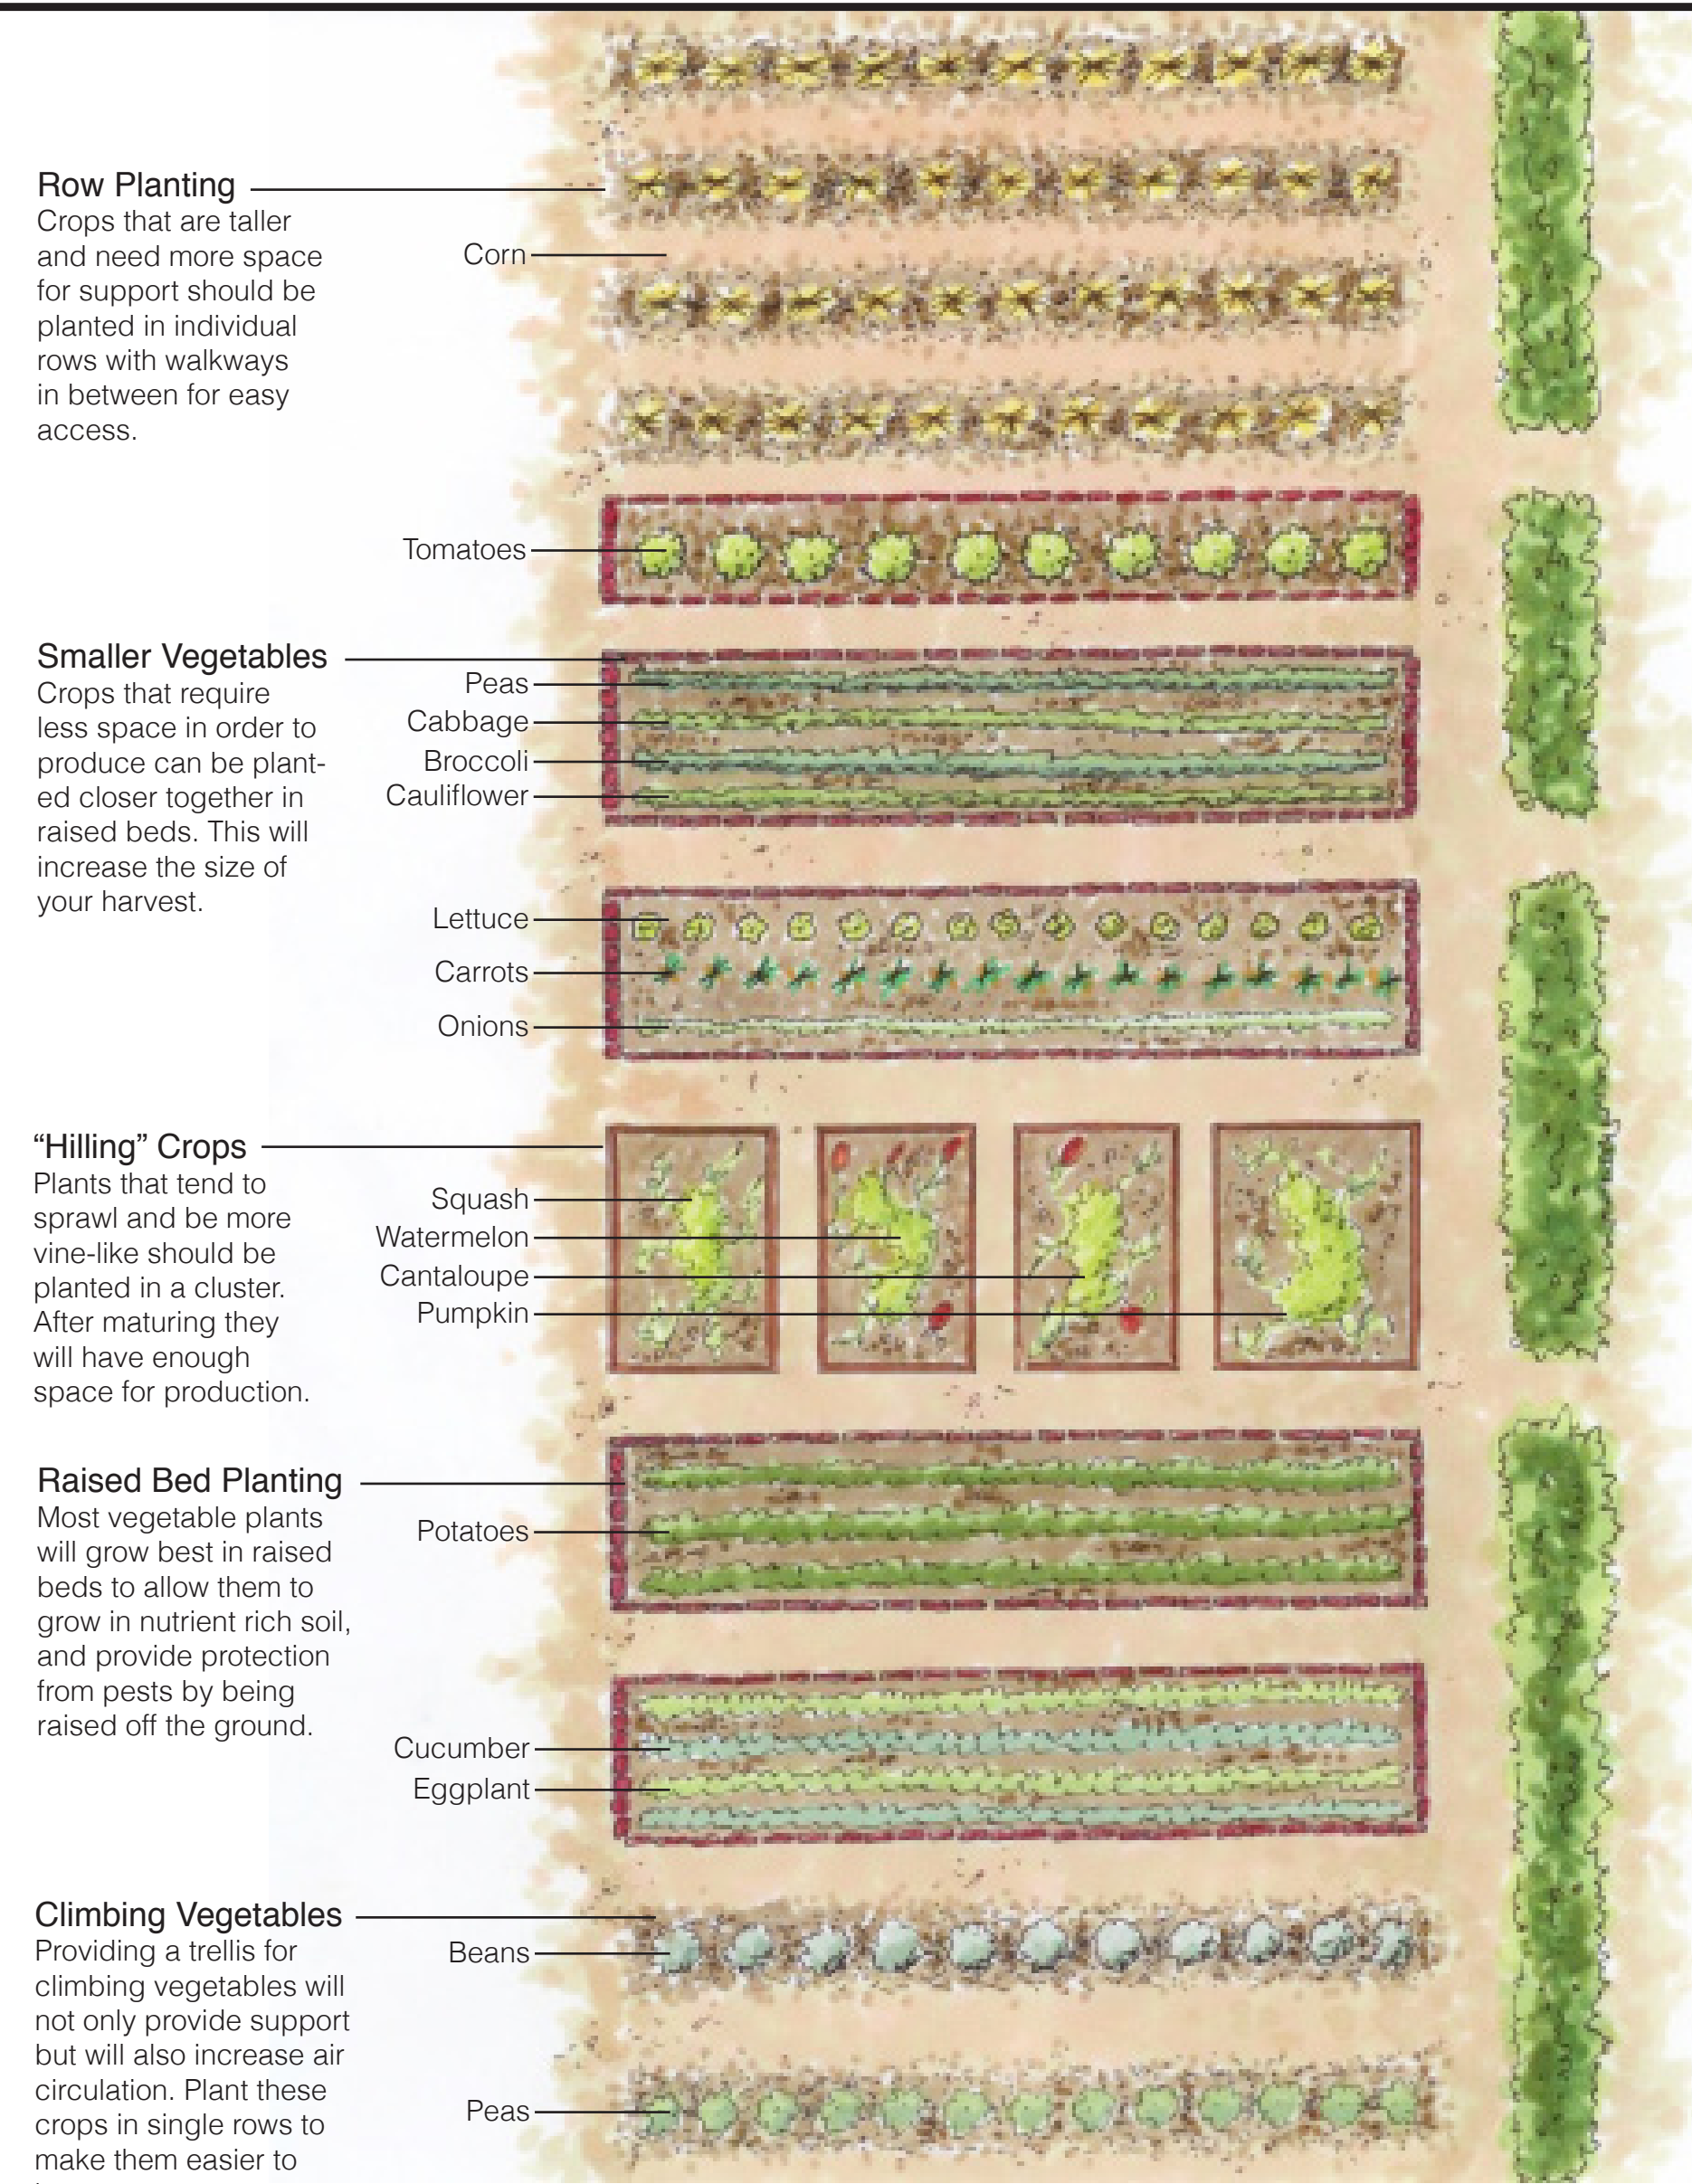 Row Planting
Crops that are taller
and need more space
for support should be
planted in individual
rows with walkways
in between for easy
access.
Corn
Tomatoes
Smaller Vegetables
Crops that require
less space in order to
produce can be plant-
ed closer together in
raised beds. This will
increase the size of
your harvest.
Peas
Cabbage
Broccoli
Cauliflower
Lettuce
Carrots
Onions
“Hilling” Crops
Plants that tend to
sprawl and be more
vine-like should be
planted in a cluster.
After maturing they
will have enough
space for production.
Squash
Watermelon
Cantaloupe
Pumpkin
Raised Bed Planting
Most vegetable plants
will grow best in raised
beds to allow them to
grow in nutrient rich soil,
and provide protection
from pests by being
raised off the ground.
Potatoes
Cucumber
Eggplant
Climbing Vegetables
Providing a trellis for
climbing vegetables will
not only provide support
but will also increase air
circulation. Plant these
crops in single rows to
make them easier to
Beans
Peas